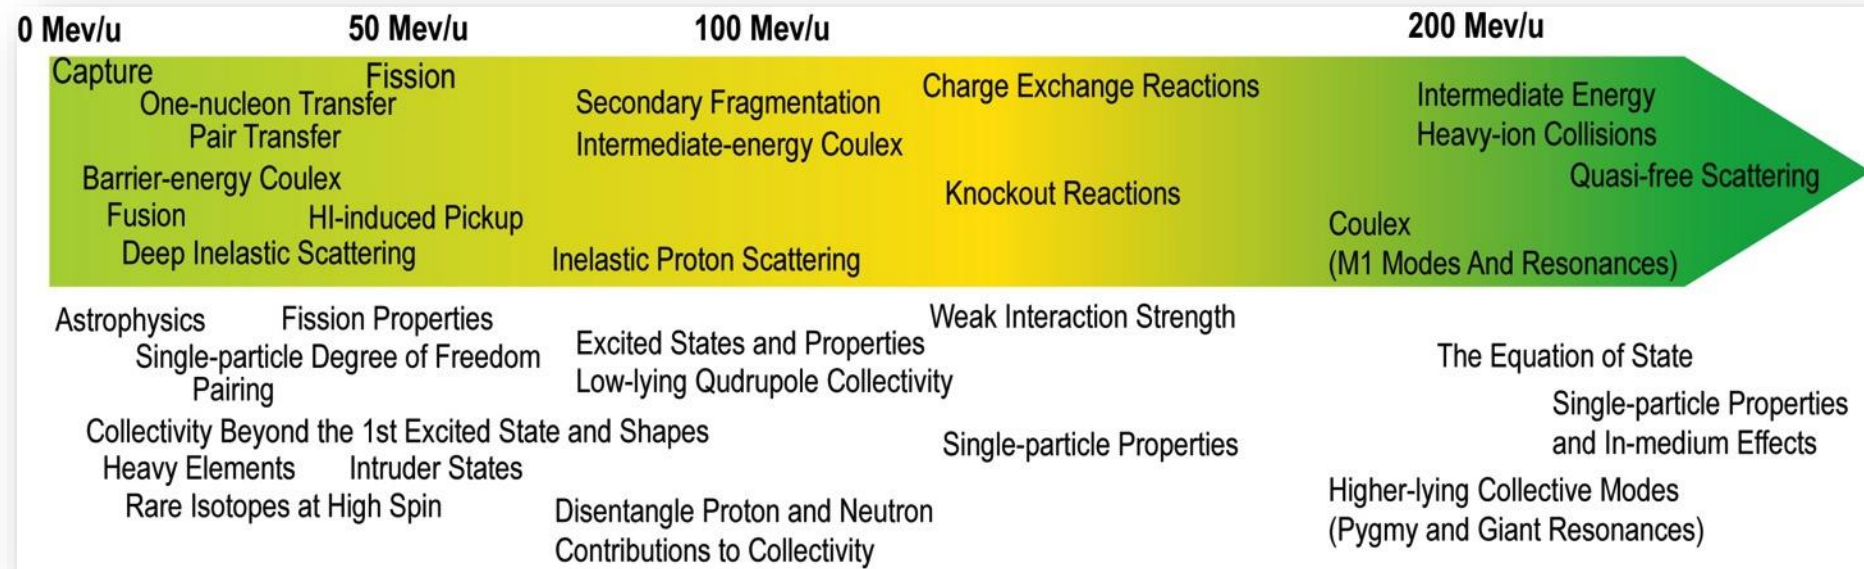 0 Mev/u
50 Mev/u
100 Mev/u
200 Mev/u
Capture
Fission
One-nucleon Transfer
Pair Transfer
Barrier-energy Coulex
Fusion
HI-induced Pickup
Deep Inelastic Scattering
Secondary Fragmentation
Intermediate-energy Coulex
Inelastic Proton Scattering
Charge Exchange Reactions
Knockout Reactions
Intermediate Energy
Heavy-ion Collisions
Quasi-free Scattering
Coulex
(M1 Modes And Resonances)
Astrophysics
Fission Properties
Single-particle Degree of Freedom
Pairing
Collectivity Beyond the 1st Excited State and Shapes
Heavy Elements
Intruder States
Rare Isotopes at High Spin
Excited States and Properties
Low-lying Qudrupole Collectivity
Disentangle Proton and Neutron
Contributions to Collectivity
Weak Interaction Strength
Single-particle Properties
The Equation of State
Single-particle Properties
and In-medium Effects
Higher-lying Collective Modes
(Pygmy and Giant Resonances)